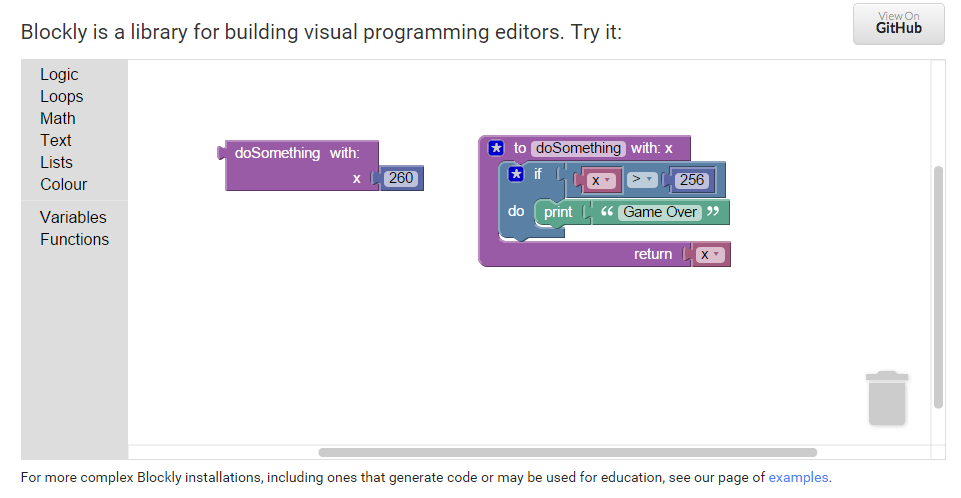 Blockly is a library for building visual programming editors. Try it:
View On
GitHub
Logic
Loops
Math
Text
Lists
Colour
Variables
Functions
doSomething with:
x 260
to doSomething with: x
if x > 256
do print “ Game Over ”
return x
For more complex Blockly installations, including ones that generate code or may be used for education, see our page of examples.